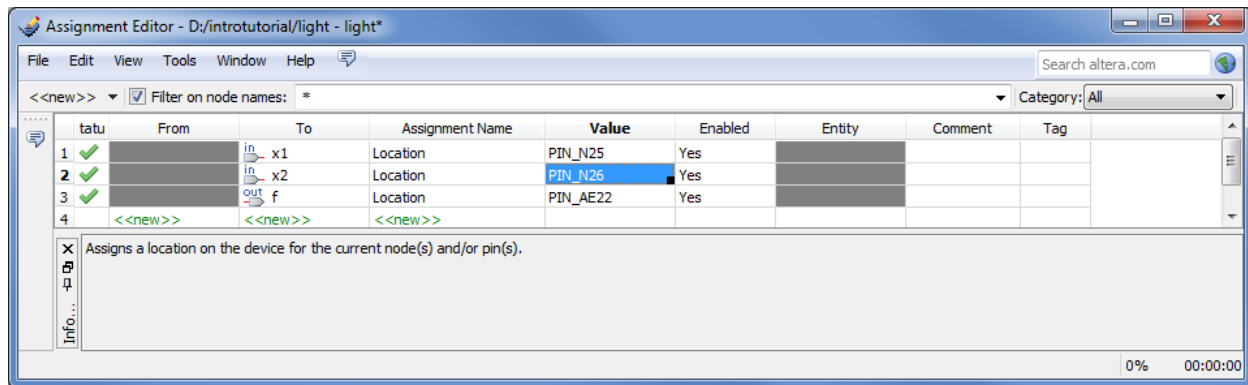 Assignment Editor - D:/introtutorial/light - light*
File Edit View Tools Window Help Search altera.com
<<new>> Filter on node names: * Category: All
tatu From To Assignment Name Value Enabled Entity Comment Tag
1 in x1 Location PIN_N25 Yes
2 in x2 Location PIN_N26 Yes
3 out f Location PIN_AE22 Yes
4 <<new>> <<new>> <<new>>
Assigns a location on the device for the current node(s) and/or pin(s).
Info...
0% 00:00:00